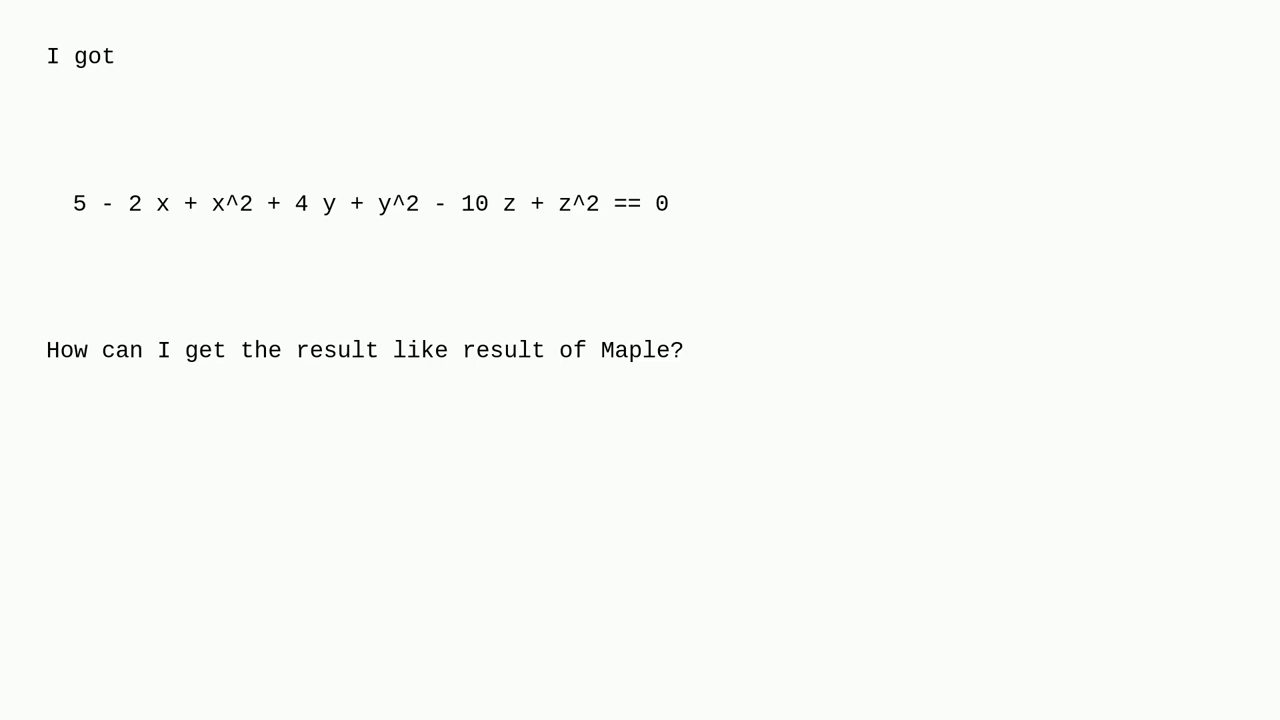 I got
5 - 2 x + x^2 + 4 y + y^2 - 10 z + z^2 == 0
How can I get the result like result of Maple?